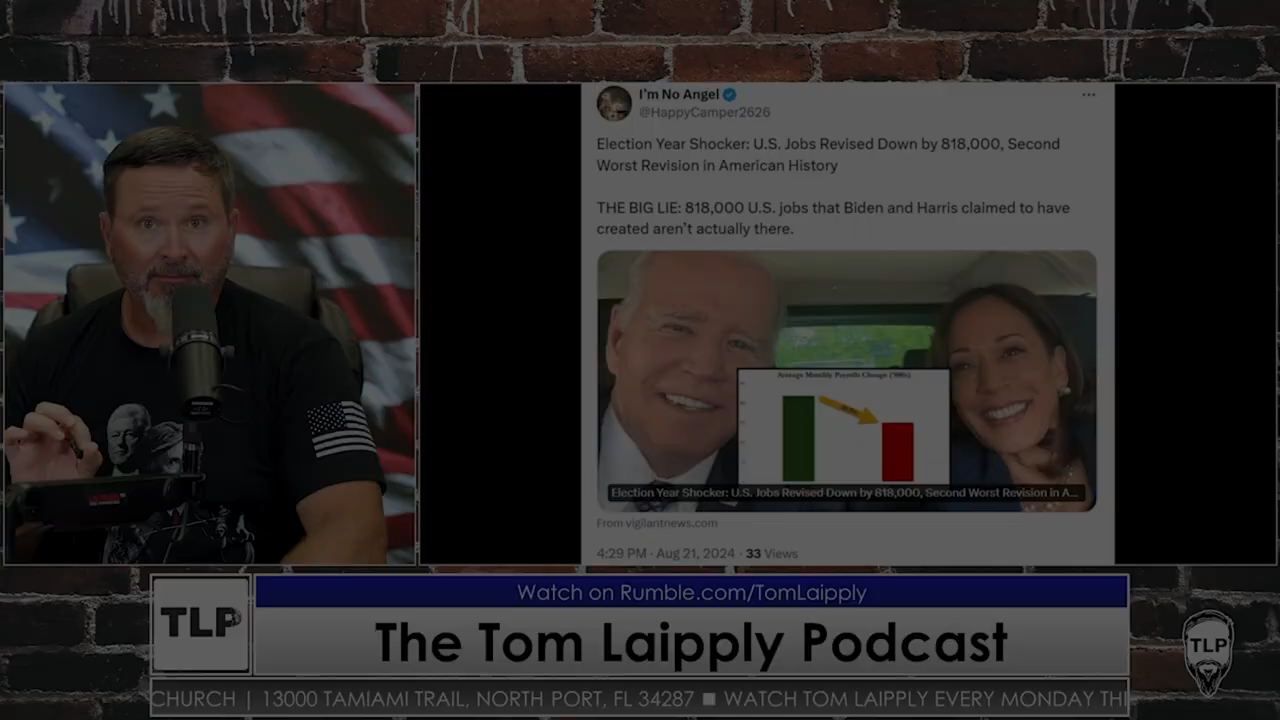 I'm No Angel
@HappyCamper2626
Election Year Shocker: U.S. Jobs Revised Down by 818,000, Second
Worst Revision in American History
THE BIG LIE: 818,000 U.S. jobs that Biden and Harris claimed to have
created aren't actually there.
Average Monthly Payrolls Change ('000s)
Election Year Shocker: U.S. Jobs Revised Down by 818,000, Second Worst Revision in A...
From vigilantnews.com
4:29 PM · Aug 21, 2024 · 33 Views
Watch on Rumble.com/TomLaipply
TLP
The Tom Laipply Podcast
TLP
CHURCH | 13000 TAMIAMI TRAIL, NORTH PORT, FL 34287 ■ WATCH TOM LAIPPLY EVERY MONDAY